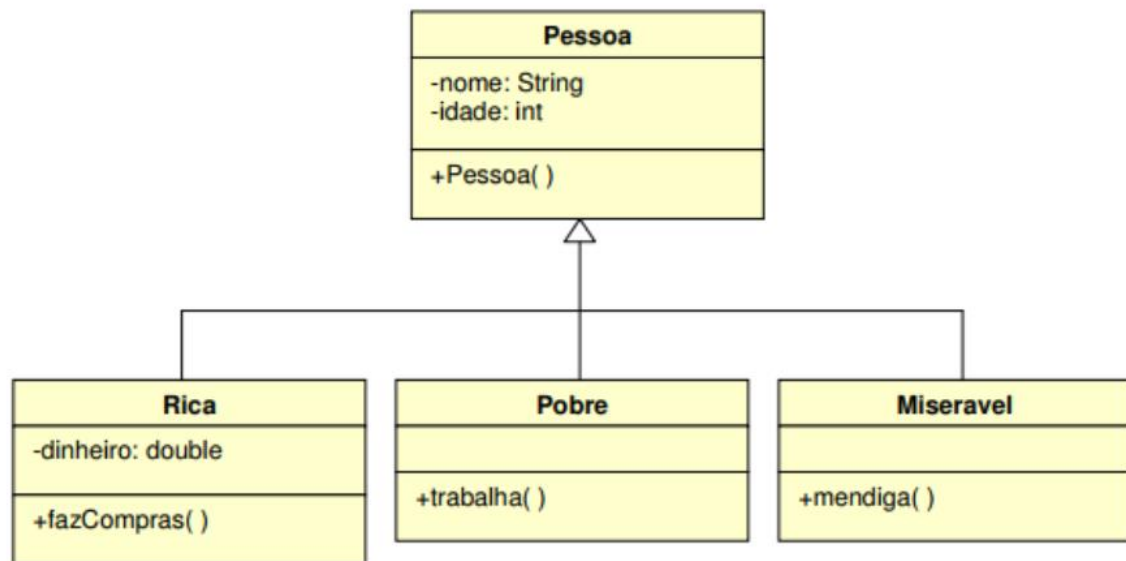 Pessoa
-nome: String
-idade: int
+Pessoa( )
Rica
-dinheiro: double
+fazCompras( )
Pobre
+trabalha( )
Miseravel
+mendiga( )